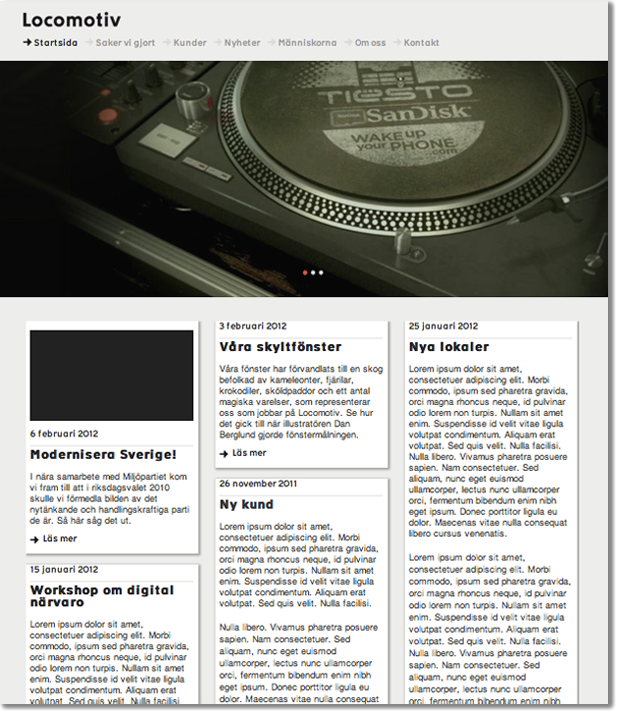 Locomotiv
Startsida Saker vi gjort Kunder Nyheter Människorna Om oss Kontakt
TIËSTO
SanDisk
WAKE UP
your PHONE
.com
6 februari 2012
Modernisera Sverige!
I nära samarbete med Miljöpartiet kom
vi fram till att i riksdagsvalet 2010
skulle vi förmedla bilden av det
nytänkande och handlingskraftiga parti
de är. Så här såg det ut.
Läs mer
15 januari 2012
Workshop om digital
närvaro
Lorem ipsum dolor sit amet,
consectetuer adipiscing elit. Morbi
commodo, ipsum sed pharetra gravida,
orci magna rhoncus neque, id pulvinar
odio lorem non turpis. Nullam sit amet
enim. Suspendisse id velit vitae ligula
volutpat condimentum. Aliquam erat
3 februari 2012
Våra skyltfönster
Våra fönster har förvandlats till en skog
befolkad av kameleonter, fjärilar,
krokodiler, sköldpaddor och ett antal
magiska varelser, som representerar
oss som jobbar på Locomotiv. Se hur
det gick till när illustratören Dan
Berglund gjorde fönstermålningen.
Läs mer
26 november 2011
Ny kund
Lorem ipsum dolor sit amet,
consectetuer adipiscing elit. Morbi
commodo, ipsum sed pharetra gravida,
orci magna rhoncus neque, id pulvinar
odio lorem non turpis. Nullam sit amet
enim. Suspendisse id velit vitae ligula
volutpat condimentum. Aliquam erat
volutpat. Sed quis velit. Nulla facilisi.
Nulla libero. Vivamus pharetra posuere
sapien. Nam consectetuer. Sed
aliquam, nunc eget euismod
ullamcorper, lectus nunc ullamcorper
orci, fermentum bibendum enim nibh
eget ipsum. Donec porttitor ligula eu
dolor. Maecenas vitae nulla consequat
25 januari 2012
Nya lokaler
Lorem ipsum dolor sit amet,
consectetuer adipiscing elit. Morbi
commodo, ipsum sed pharetra gravida,
orci magna rhoncus neque, id pulvinar
odio lorem non turpis. Nullam sit amet
enim. Suspendisse id velit vitae ligula
volutpat condimentum. Aliquam erat
volutpat. Sed quis velit. Nulla facilisi.
Nulla libero. Vivamus pharetra posuere
sapien. Nam consectetuer. Sed
aliquam, nunc eget euismod
ullamcorper, lectus nunc ullamcorper
orci, fermentum bibendum enim nibh
eget ipsum. Donec porttitor ligula eu
dolor. Maecenas vitae nulla consequat
libero cursus venenatis.
Lorem ipsum dolor sit amet,
consectetuer adipiscing elit. Morbi
commodo, ipsum sed pharetra gravida,
orci magna rhoncus neque, id pulvinar
odio lorem non turpis. Nullam sit amet
enim. Suspendisse id velit vitae ligula
volutpat condimentum. Aliquam erat
volutpat. Sed quis velit. Nulla facilisi.
Nulla libero. Vivamus pharetra posuere
sapien. Nam consectetuer. Sed
aliquam, nunc eget euismod
ullamcorper, lectus nunc ullamcorper
orci, fermentum bibendum enim nibh